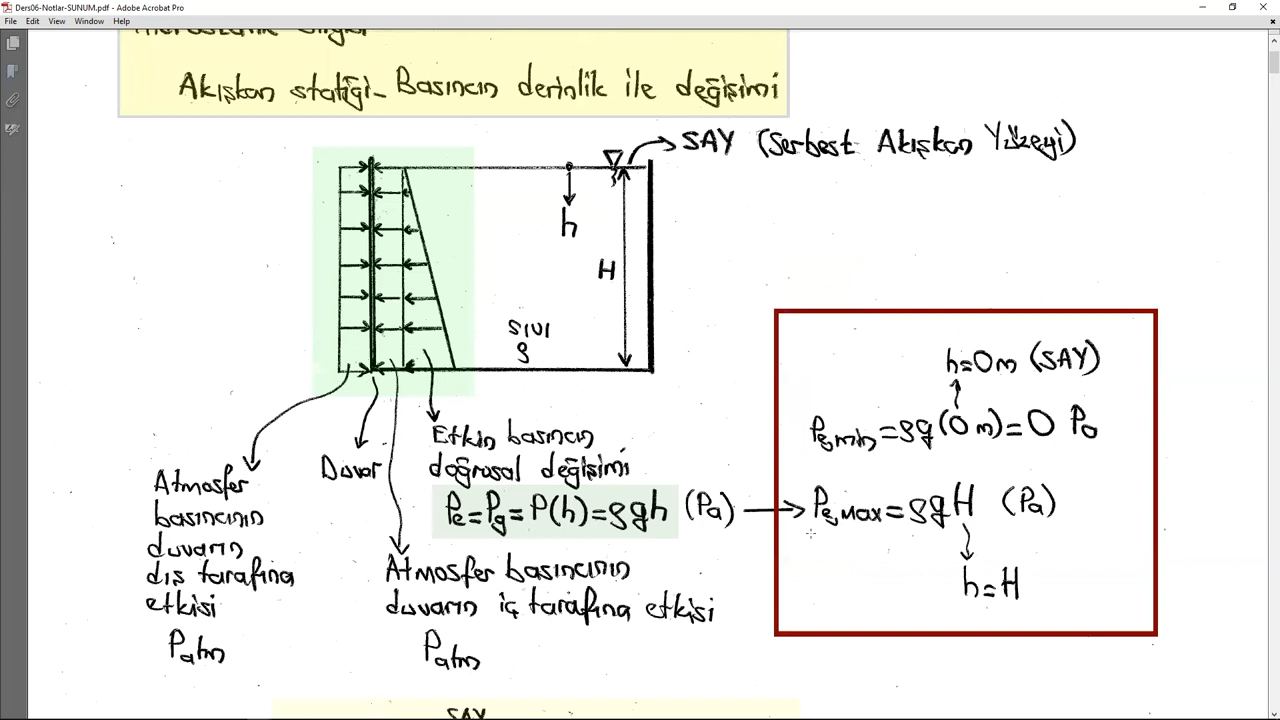 Ders06-Notlar-SUNUM.pdf - Adobe Acrobat Pro
File Edit View Window Help
Akışkan statiği - Basıncın derinlik ile değişimi
SAY (Serbest Akışkan Yüzeyi)
h
H
SIVI
ρ
h=0m (SAY)
Pe,min=ρg(0 m)=0 Pa
Etkin basıncın
doğrusal değişimi
Duvar
Atmosfer
basıncının
duvarın
dış tarafına
etkisi
Patm
Pe=Pg=P(h)=ρgh (Pa)
Pe,max=ρgH (Pa)
h=H
Atmosfer basıncının
duvarın iç tarafına etkisi
Patm
SAY